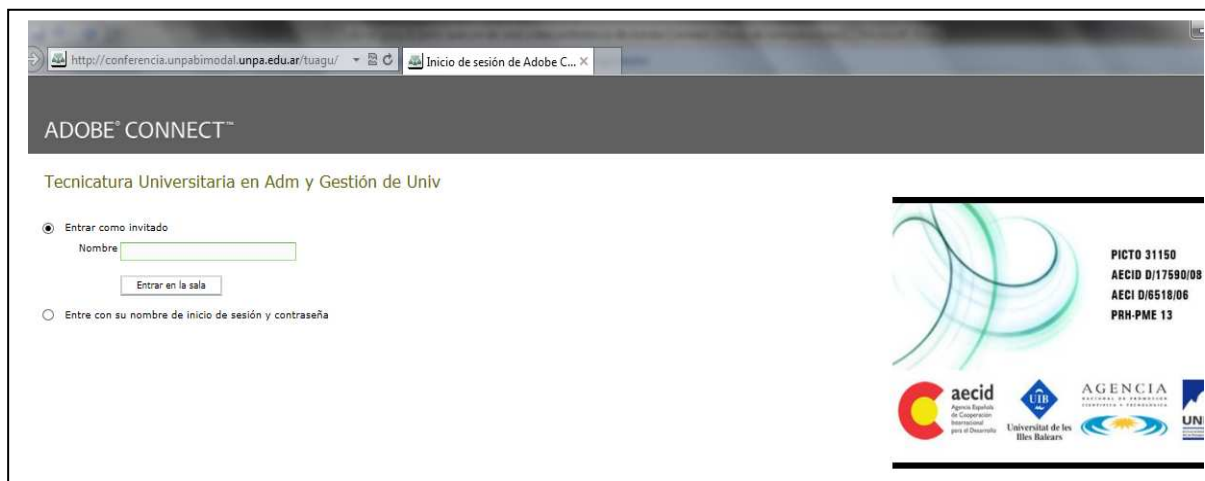 http://conferencia.unpabimodal.unpa.edu.ar/tuagu/
Inicio de sesión de Adobe C...
ADOBE® CONNECT™
Tecnicatura Universitaria en Adm y Gestión de Univ
Entrar como invitado
Nombre
Entrar en la sala
Entre con su nombre de inicio de sesión y contraseña
PICTO 31150
AECID D/17590/08
AECI D/6518/06
PRH-PME 13
aecid
Agencia Española
de Cooperación
Internacional
para el Desarrollo
UIB
Universitat de les
Illes Balears
AGENCIA